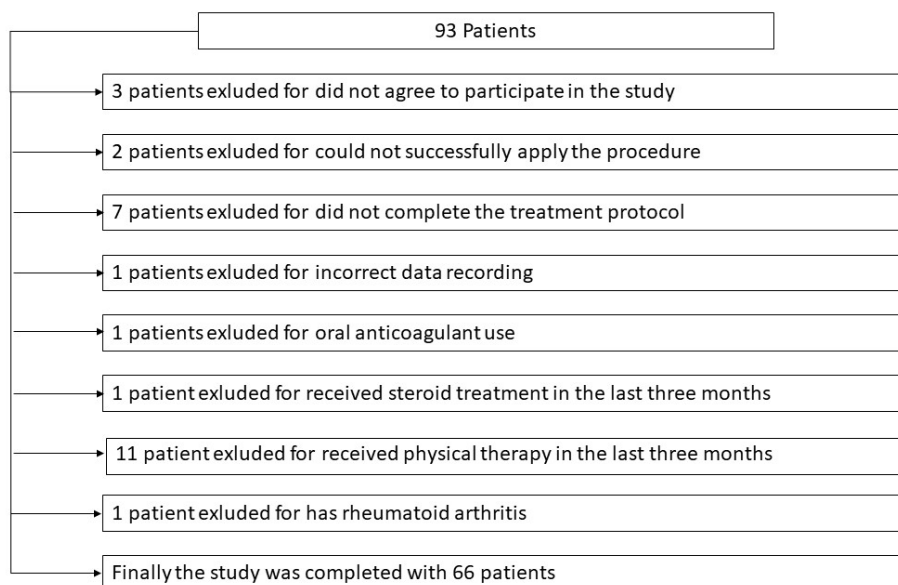 93 Patients
3 patients exluded for did not agree to participate in the study
2 patients exluded for could not successfully apply the procedure
7 patients exluded for did not complete the treatment protocol
1 patients exluded for incorrect data recording
1 patients exluded for oral anticoagulant use
1 patient exluded for received steroid treatment in the last three months
11 patient exluded for received physical therapy in the last three months
1 patient exluded for has rheumatoid arthritis
Finally the study was completed with 66 patients